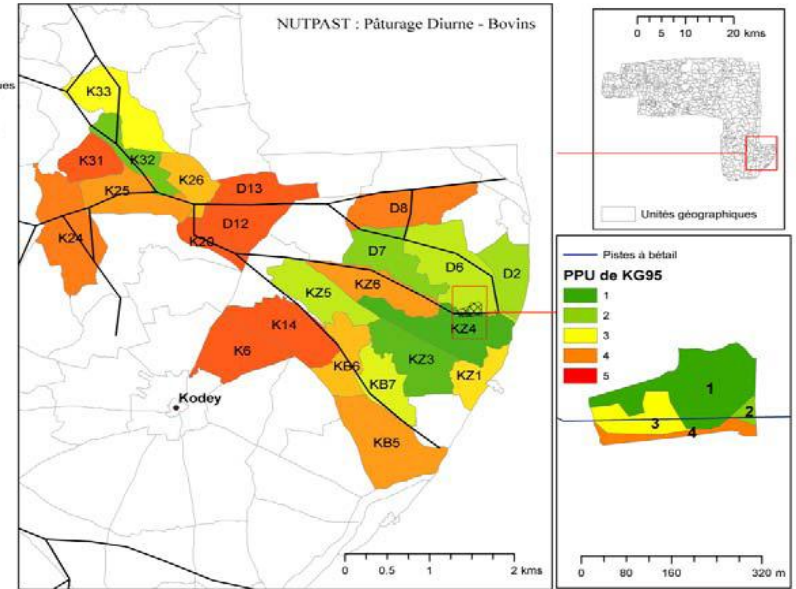 NUTPAST : Pâturage Diurne - Bovins
ques
K33
K31
K32
K26
K25
D13
K24
K20
D12
D8
D7
D6
D2
KZ6
KZ5
KZ4
K14
K6
KZ3
KB6
KB7
KZ1
KB5
Kodey
0 0.5 1 2 kms
0 5 10 20 kms
Unités géographiques
Pistes à bétail
PPU de KG95
1
2
3
4
5
1
2
3
4
0 80 160 320 m